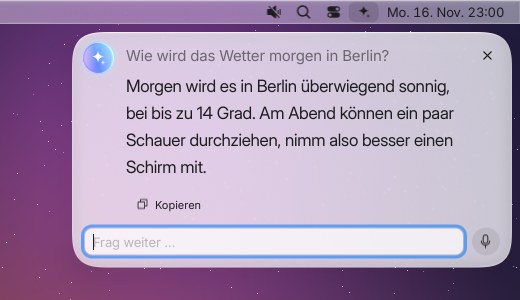 Mo. 16. Nov. 23:00
Wie wird das Wetter morgen in Berlin?
Morgen wird es in Berlin überwiegend sonnig,
bei bis zu 14 Grad. Am Abend können ein paar
Schauer durchziehen, nimm also besser einen
Schirm mit.
Kopieren
Frag weiter ...